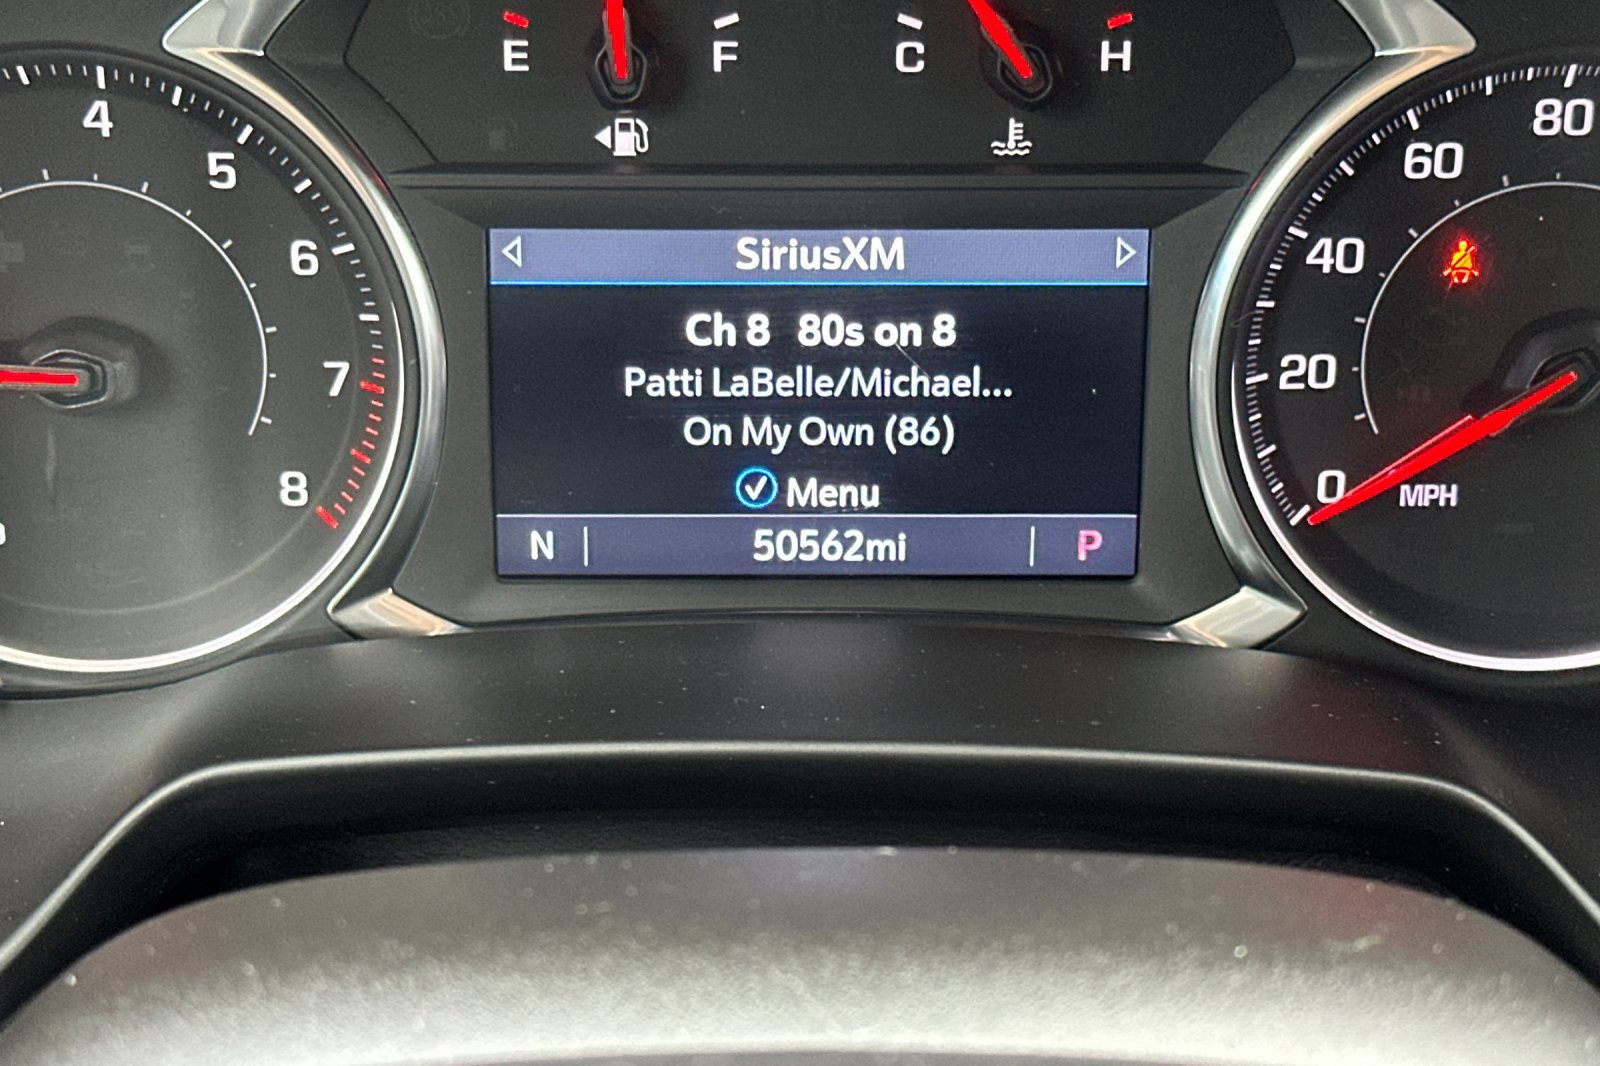 E F C H
4
5
6
7
8
SiriusXM
Ch 8 80s on 8
Patti LaBelle/Michael...
On My Own (86)
Menu
N 50562mi P
80
60
40
20
0
MPH